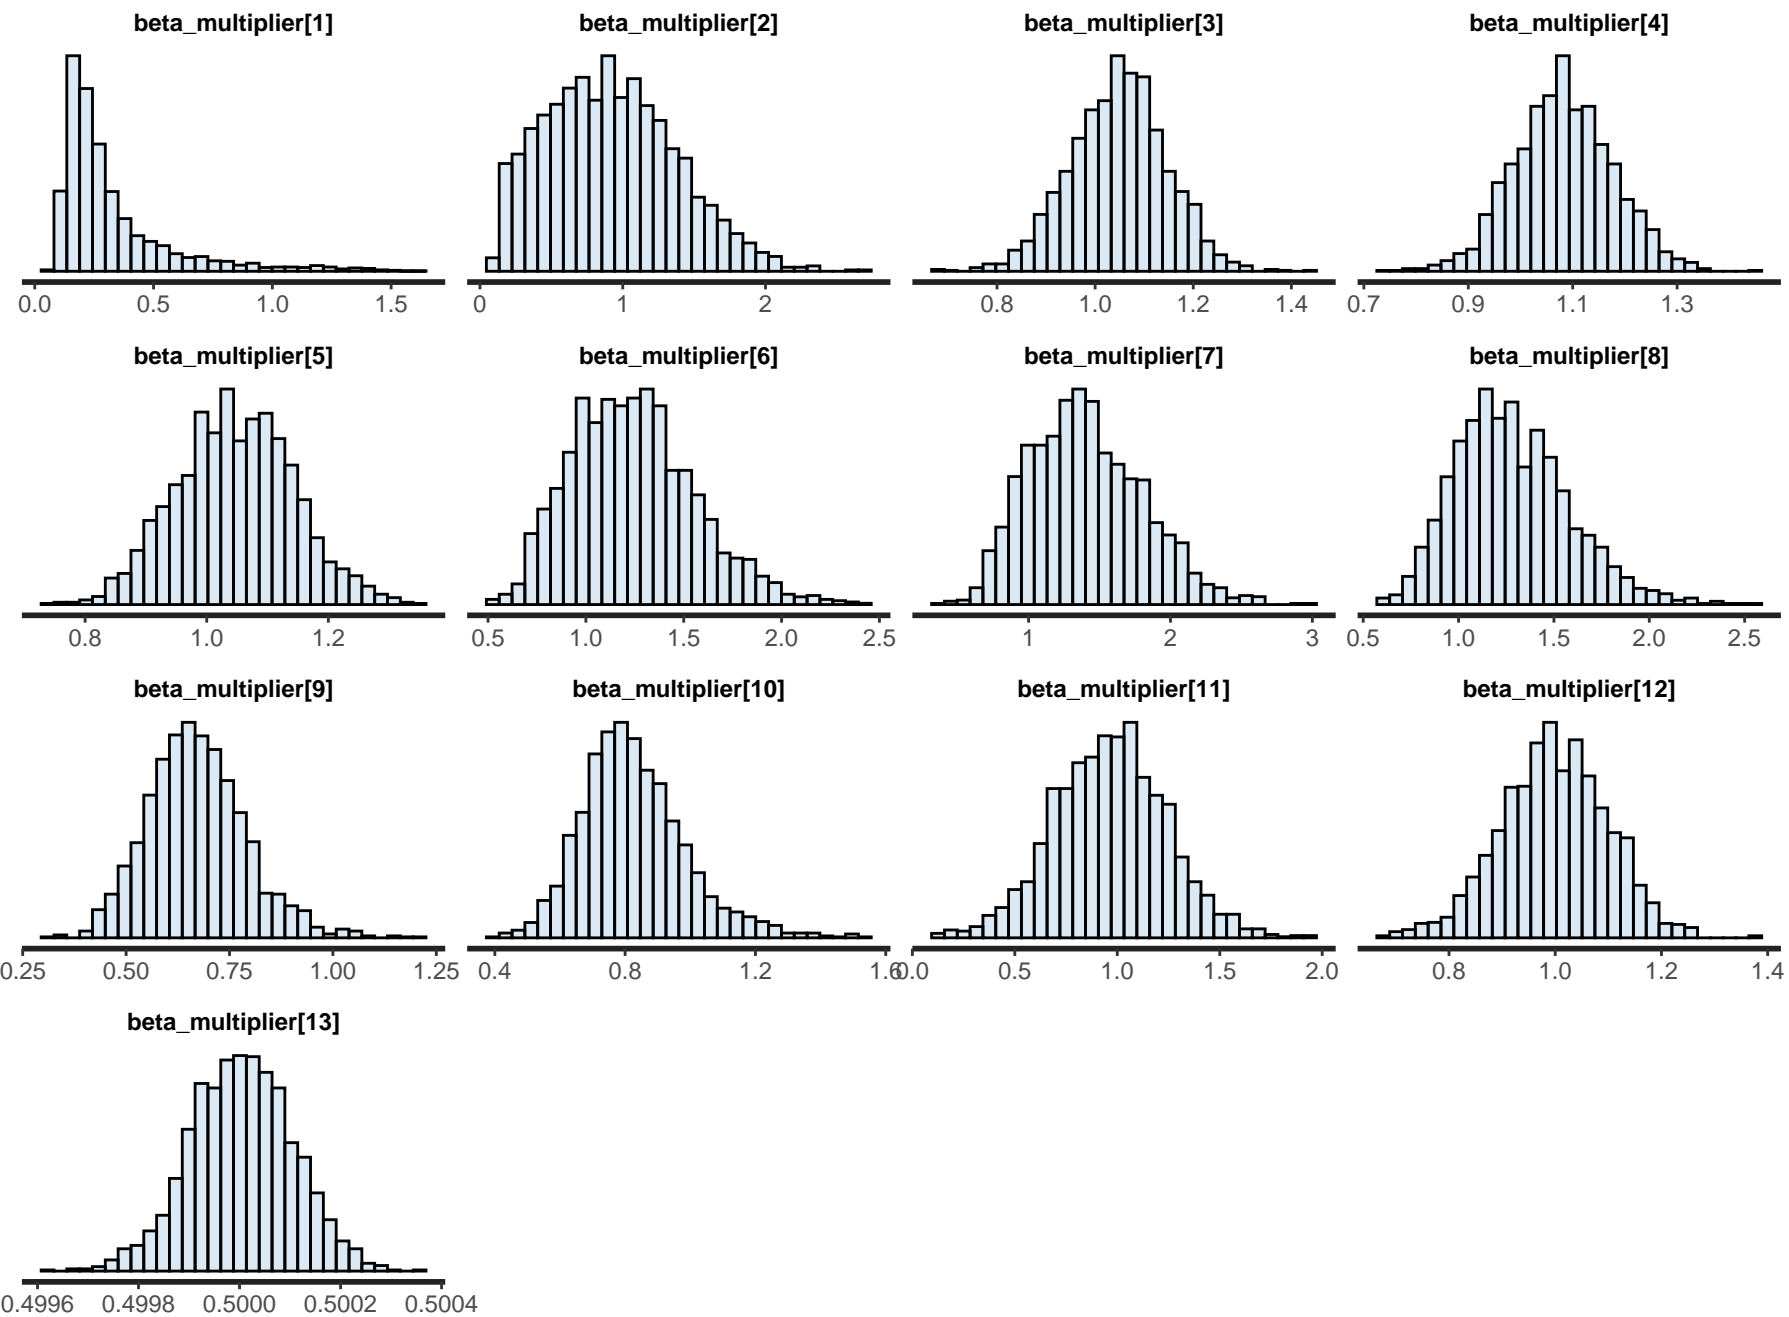 beta_multiplier[1] beta_multiplier[2] beta_multiplier[3] beta_multiplier[4]
0.0 0.5 1.0 1.5 0 1 2 0.8 1.0 1.2 1.4 0.7 0.9 1.1 1.3
beta_multiplier[5] beta_multiplier[6] beta_multiplier[7] beta_multiplier[8]
0.8 1.0 1.2 0.5 1.0 1.5 2.0 2.5 1 2 3 0.5 1.0 1.5 2.0 2.5
beta_multiplier[9] beta_multiplier[10] beta_multiplier[11] beta_multiplier[12]
0.25 0.50 0.75 1.00 1.25 0.4 0.8 1.2 1.6 0.0 0.5 1.0 1.5 2.0 0.8 1.0 1.2 1.4
beta_multiplier[13]
0.4996 0.4998 0.5000 0.5002 0.5004